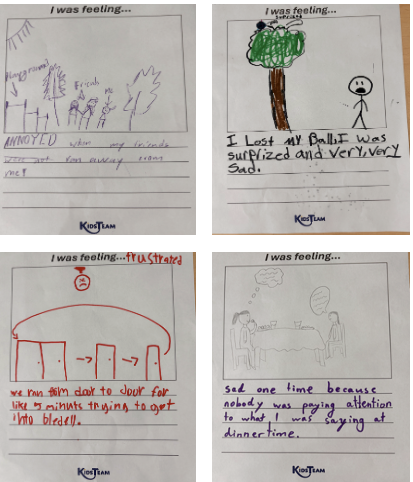 I was feeling...
Playground
Friends
Me
ANNOYED when my friends
ran away from
me!
KidsTeam
I was feeling...
surprised
I Lost MY Ball. I was
surprized and very, very
Sad.
KidsTeam
I was feeling... frustrated
we ran from door to door for
like 5 minuts trying to get
into bledell.
KidsTeam
I was feeling...
sad one time because
nobody was paying attention
to what I was saying at
dinnertime.
KidsTeam